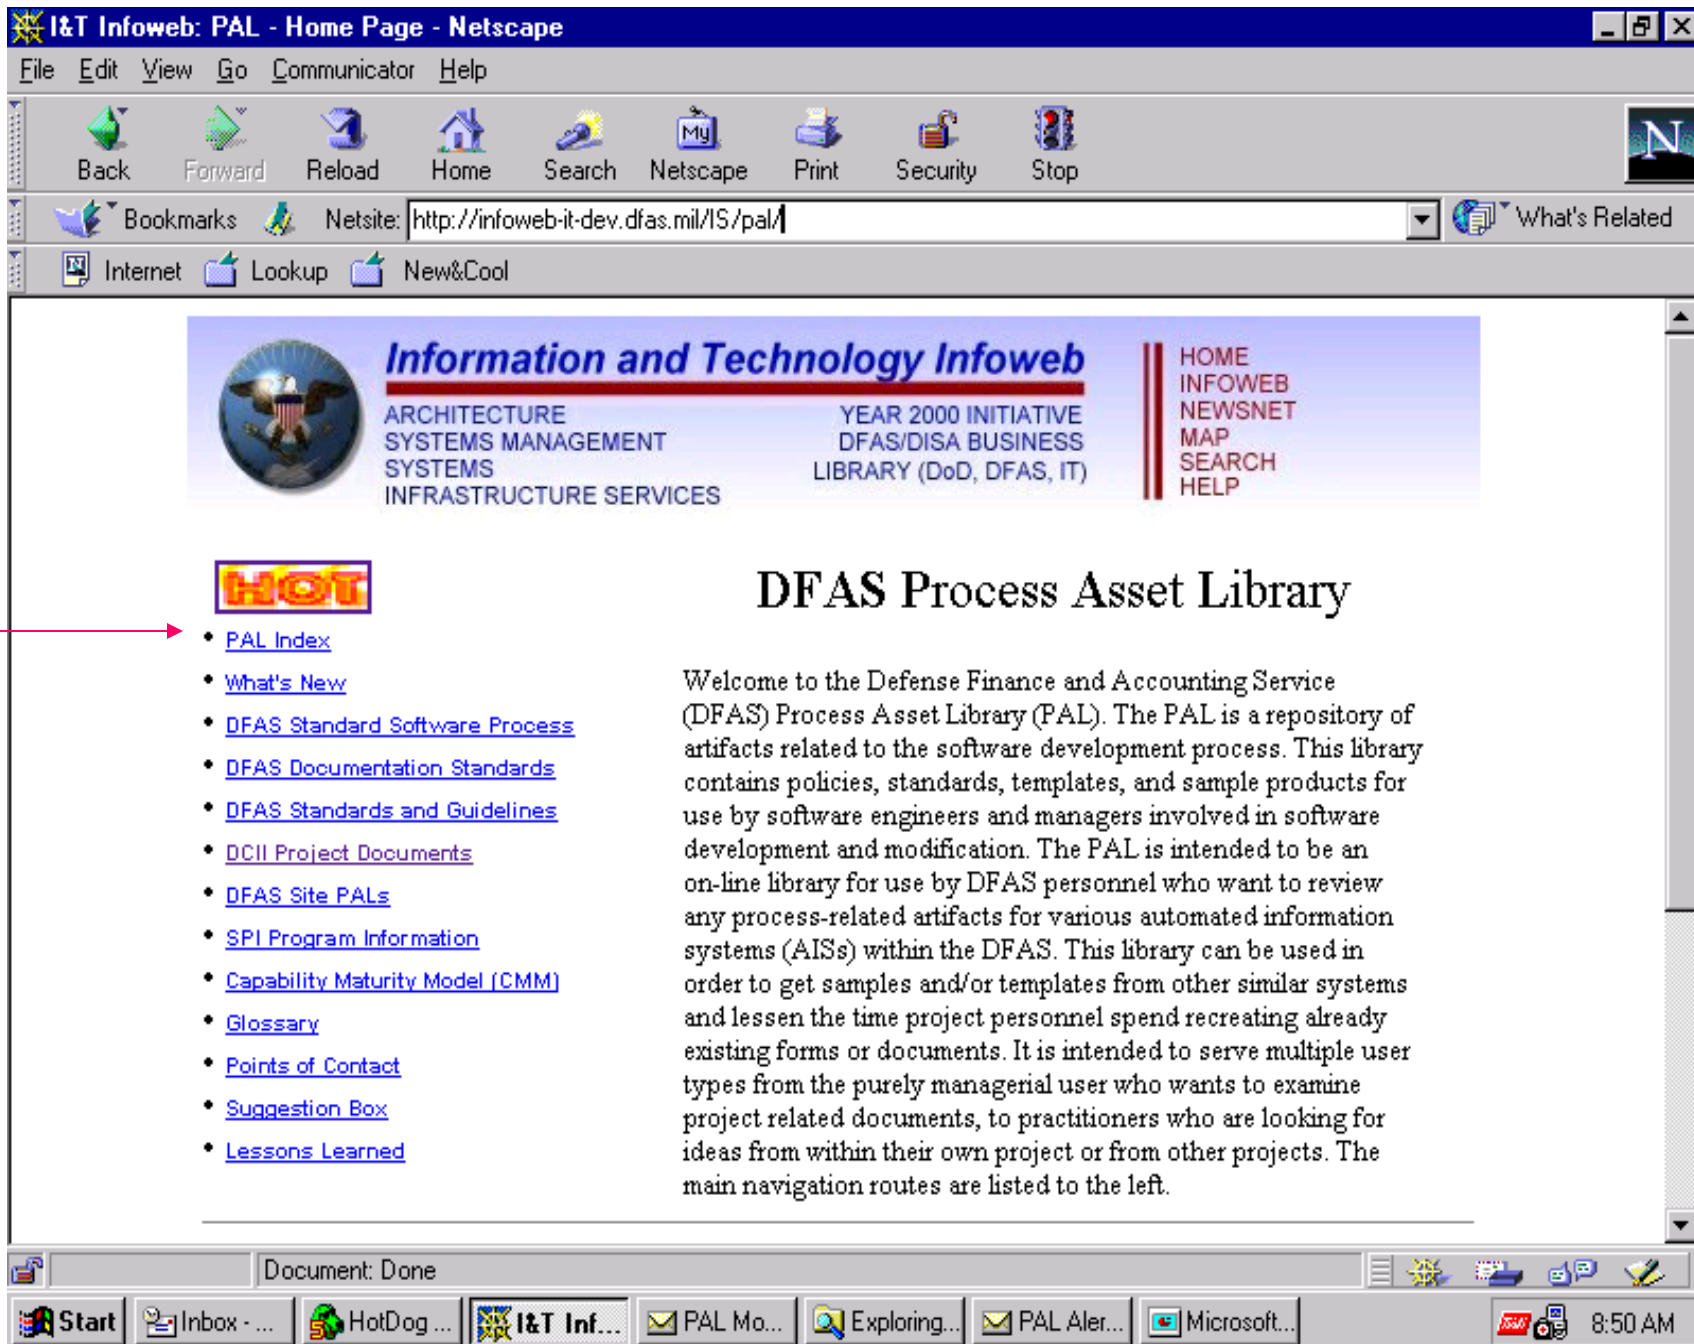 I&T Infoweb: PAL - Home Page - Netscape
File Edit View Go Communicator Help
Back Forward Reload Home Search Netscape Print Security Stop
My
N
Bookmarks Netsite: http://infoweb-it-dev.dfas.mil/IS/pal/ What's Related
Internet Lookup New&Cool
Information and Technology Infoweb
ARCHITECTURE
SYSTEMS MANAGEMENT
SYSTEMS
INFRASTRUCTURE SERVICES
YEAR 2000 INITIATIVE
DFAS/DISA BUSINESS
LIBRARY (DoD, DFAS, IT)
HOME
INFOWEB
NEWSNET
MAP
SEARCH
HELP
HOT
PAL Index
What's New
DFAS Standard Software Process
DFAS Documentation Standards
DFAS Standards and Guidelines
DCII Project Documents
DFAS Site PALs
SPI Program Information
Capability Maturity Model (CMM)
Glossary
Points of Contact
Suggestion Box
Lessons Learned
DFAS Process Asset Library
Welcome to the Defense Finance and Accounting Service
(DFAS) Process Asset Library (PAL). The PAL is a repository of
artifacts related to the software development process. This library
contains policies, standards, templates, and sample products for
use by software engineers and managers involved in software
development and modification. The PAL is intended to be an
on-line library for use by DFAS personnel who want to review
any process-related artifacts for various automated information
systems (AISs) within the DFAS. This library can be used in
order to get samples and/or templates from other similar systems
and lessen the time project personnel spend recreating already
existing forms or documents. It is intended to serve multiple user
types from the purely managerial user who wants to examine
project related documents, to practitioners who are looking for
ideas from within their own project or from other projects. The
main navigation routes are listed to the left.
Document: Done
Start Inbox - ... HotDog ... I&T Inf... PAL Mo... Exploring... PAL Aler... Microsoft... 8:50 AM